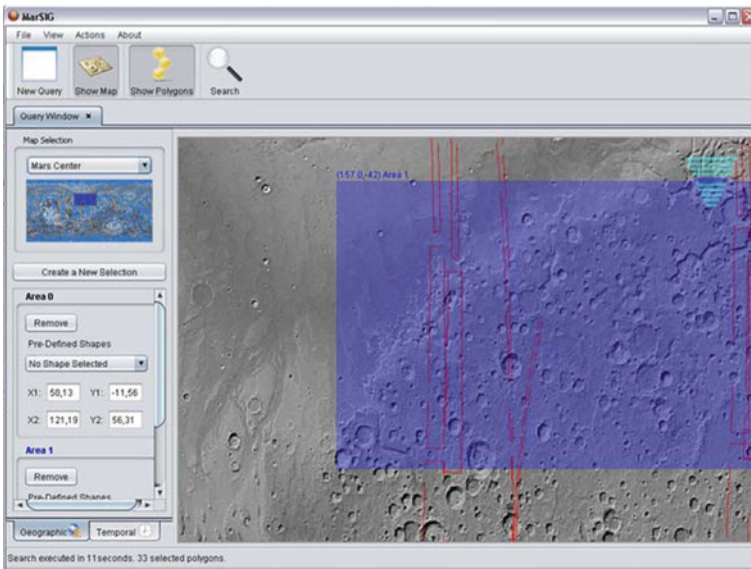 MarSIG
File View Actions About
New Query Show Map Show Polygons Search
Query Window ×
Map Selection
Mars Center
Create a New Selection
Area 0
Remove
Pre-Defined Shapes
No Shape Selected
X1: 50,13 Y1: -11,56
X2: 121,19 Y2: 56,31
Area 1
Remove
Pre-Defined Shapes
Geographic Temporal
(157.0,-42) Area 1
Search executed in 11seconds. 33 selected polygons.